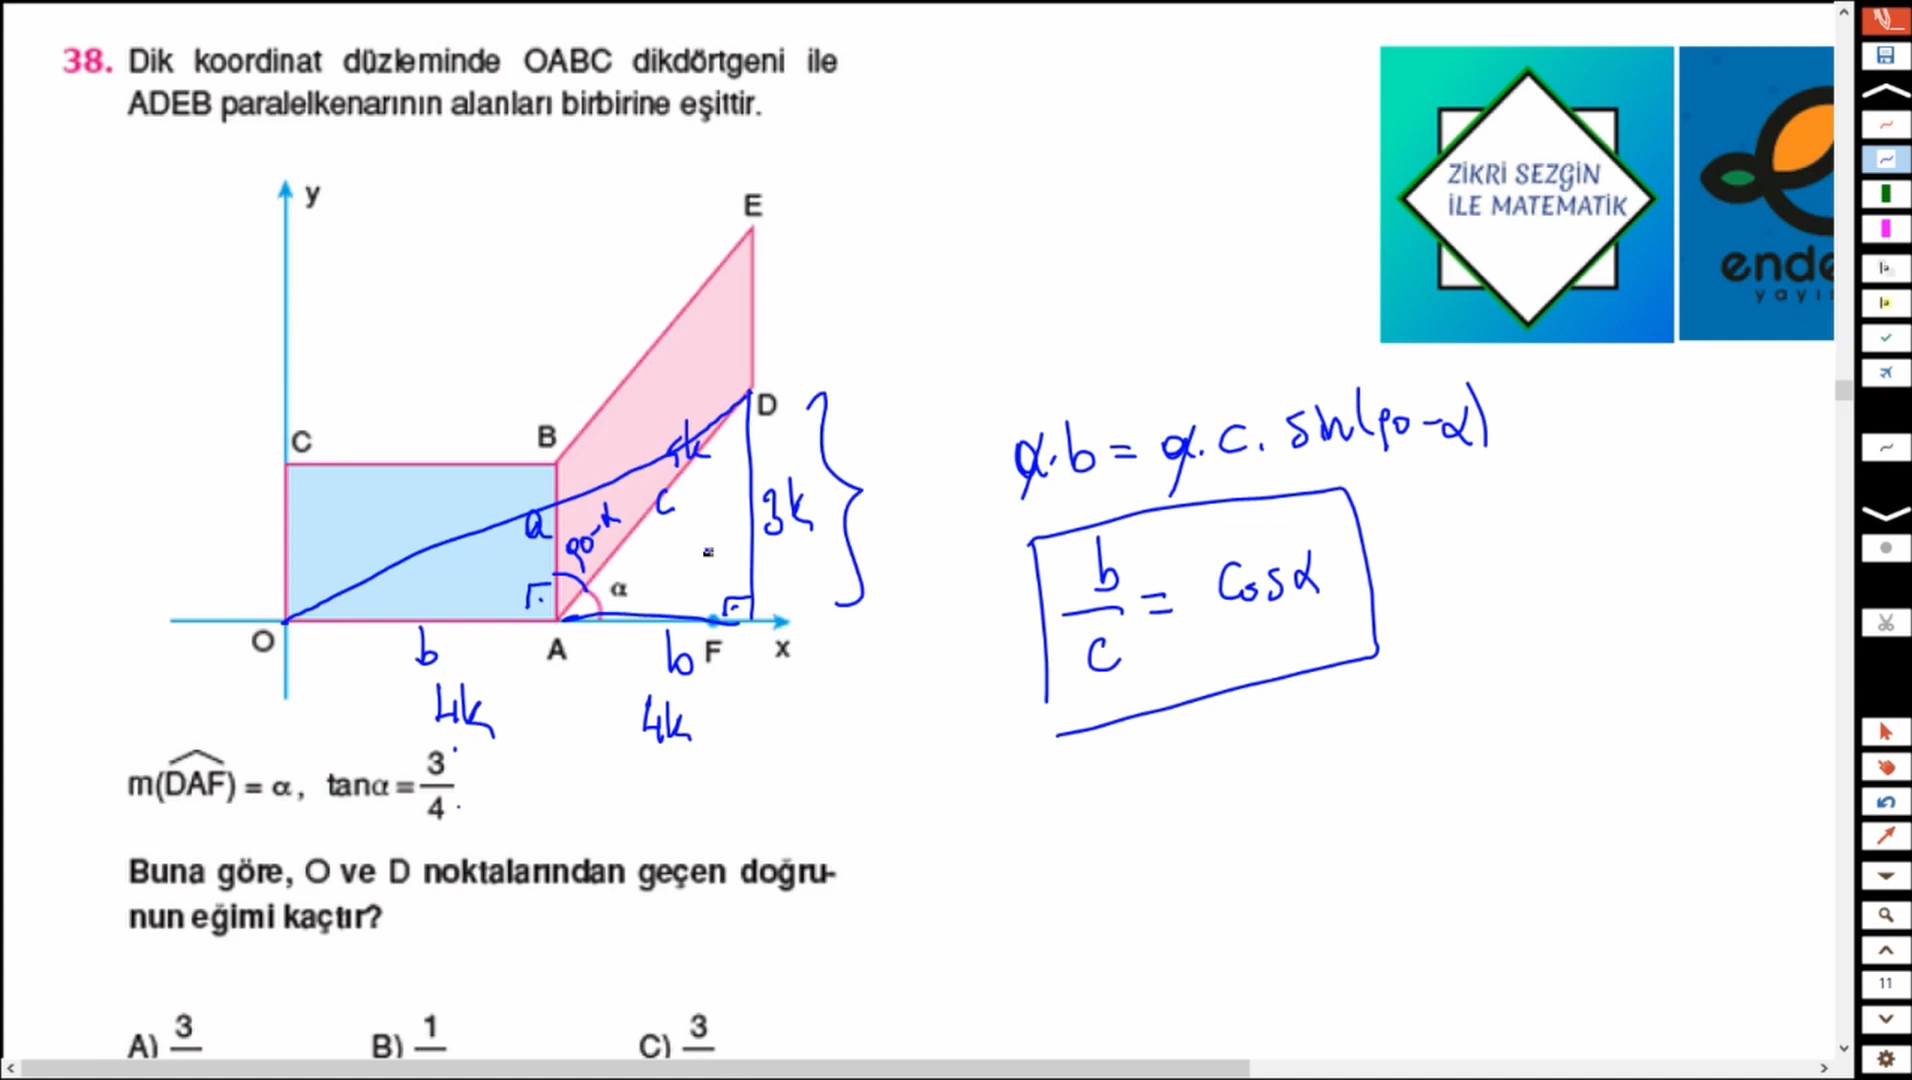 38. Dik koordinat düzleminde OABC dikdörtgeni ile
ADEB paralelkenarının alanları birbirine eşittir.
ZİKRİ SEZGİN
İLE MATEMATİK
yayı
y
E
D
C
B
a
90-α
c
5k
3k
α
O
A
F
x
b
b
4k
4k
a.b = a.c. sin(90-α)
b/c = Cosα
m(DAF) = α, tanα = 3/4
Buna göre, O ve D noktalarından geçen doğru-
nun eğimi kaçtır?
A) 3
B) 1
C) 3
11